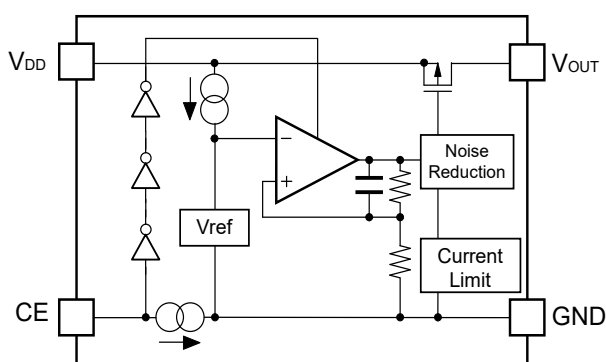 VDD
VOUT
−
+
Noise
Reduction
Vref
Current
Limit
CE
GND